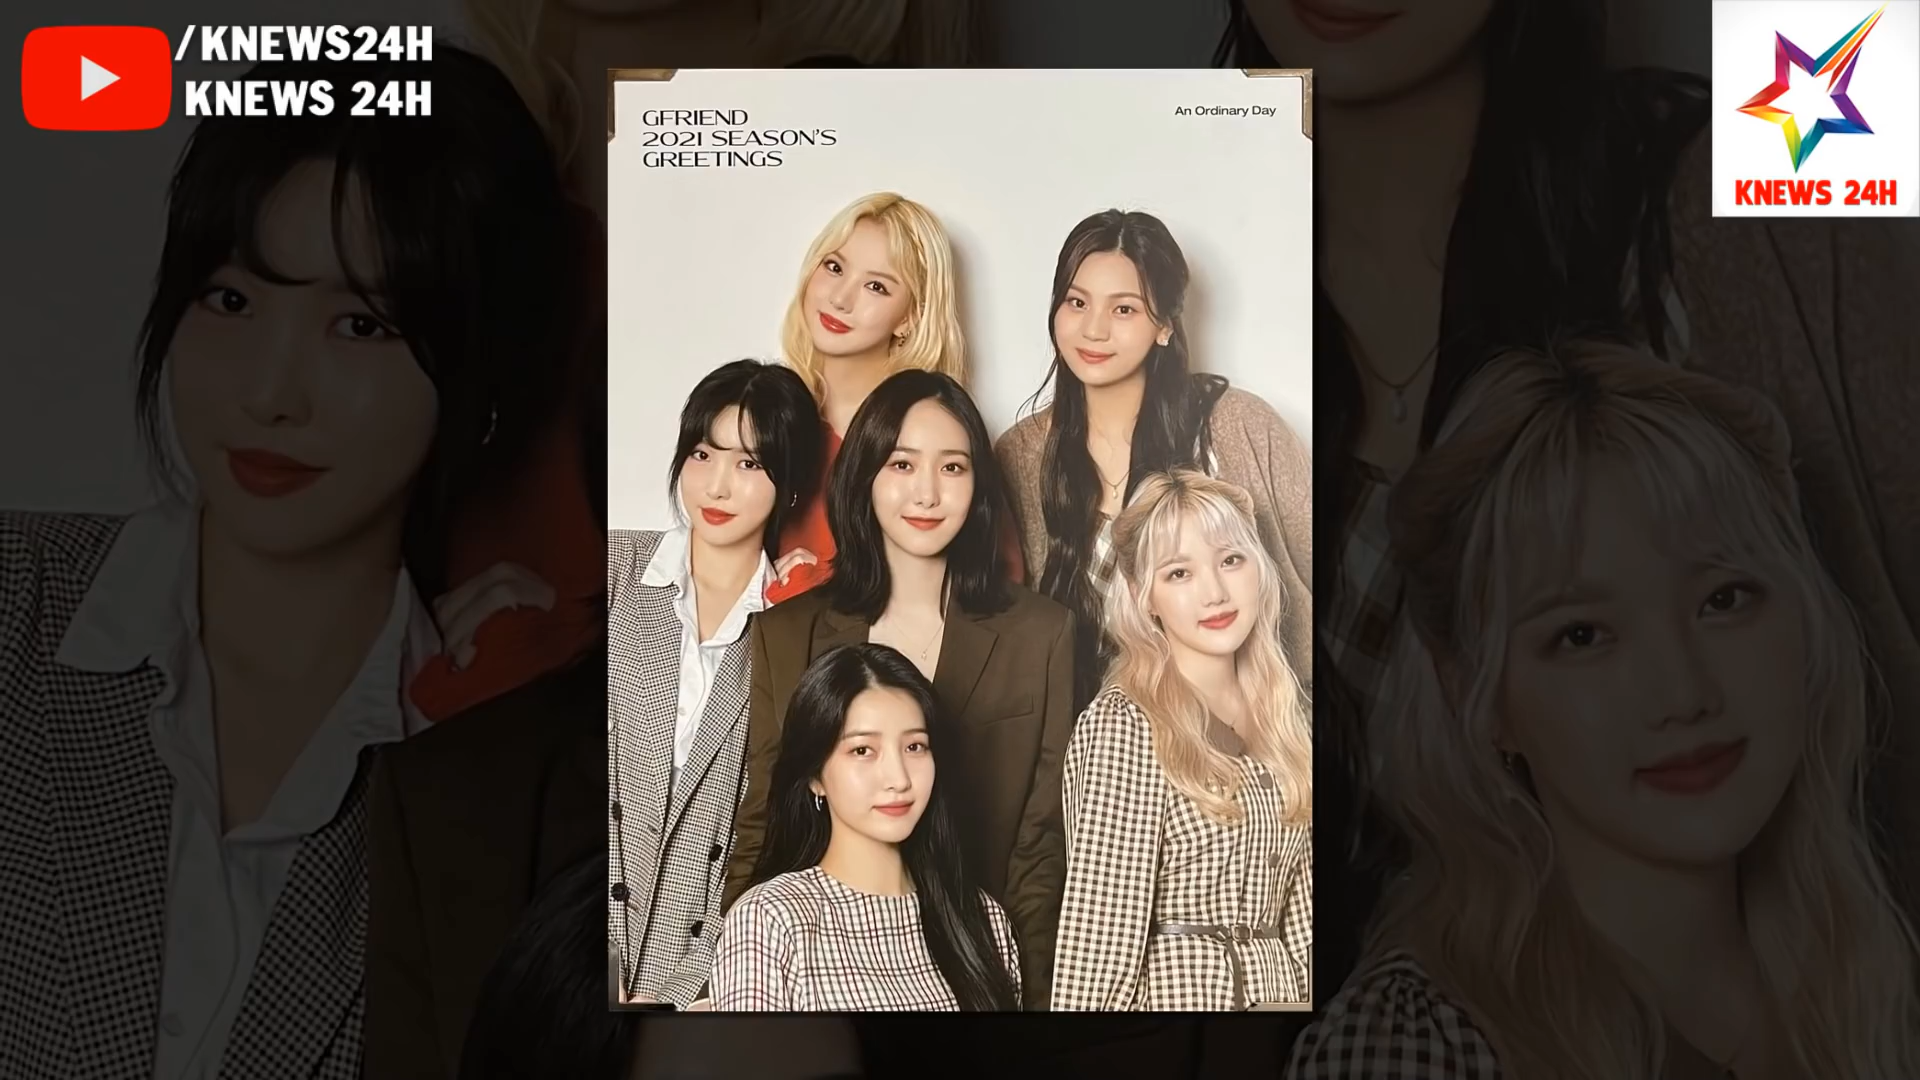 /KNEWS24H
KNEWS 24H
GFRIEND
2021 SEASON'S
GREETINGS
An Ordinary Day
KNEWS 24H